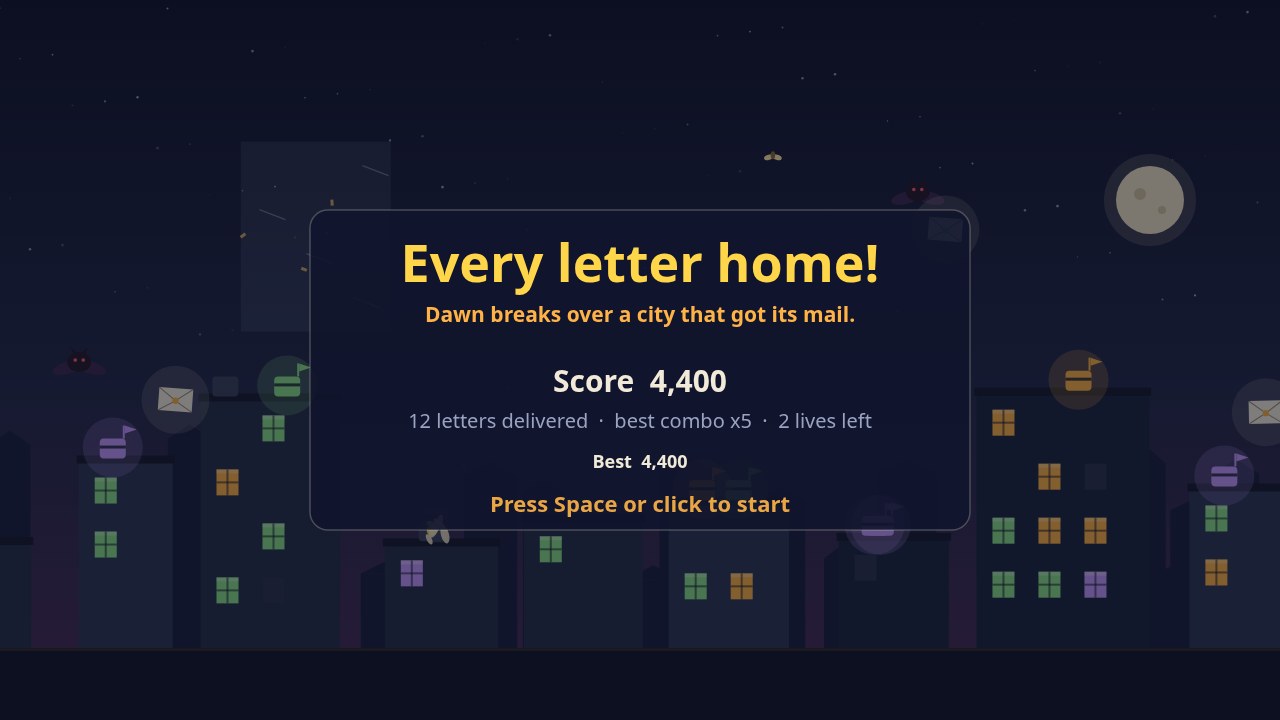 Every letter home!
Dawn breaks over a city that got its mail.
Score 4,400
12 letters delivered · best combo x5 · 2 lives left
Best 4,400
Press Space or click to start